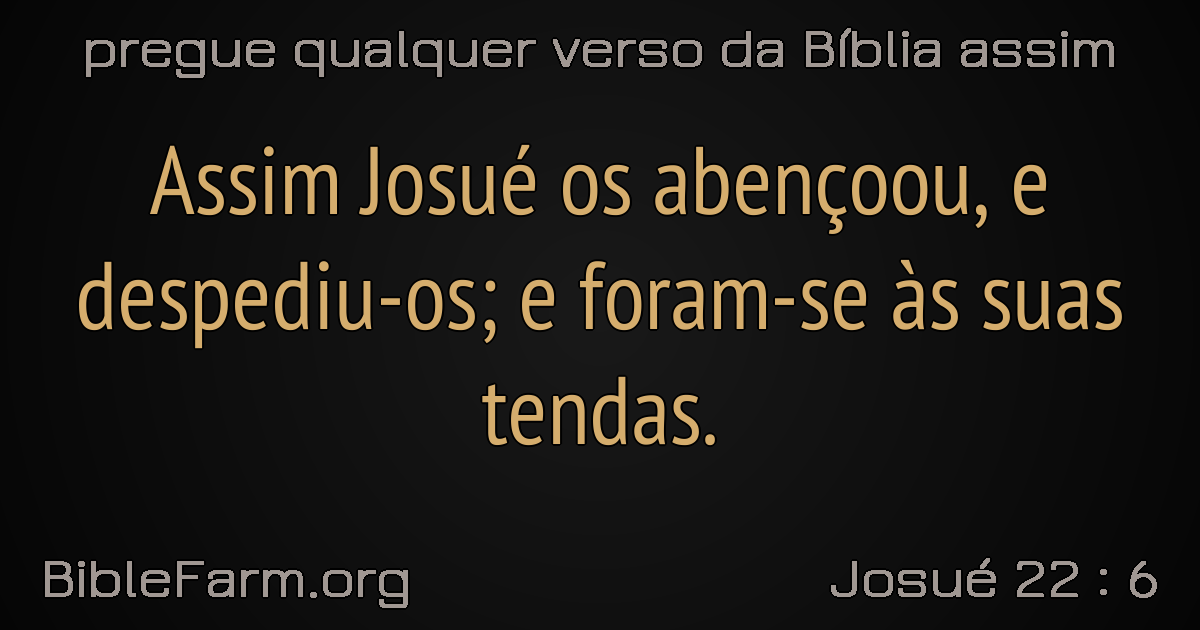 pregue qualquer verso da Bíblia assim
Assim Josué os abençoou, e
despediu-os; e foram-se às suas
tendas.
BibleFarm.org
Josué 22 : 6